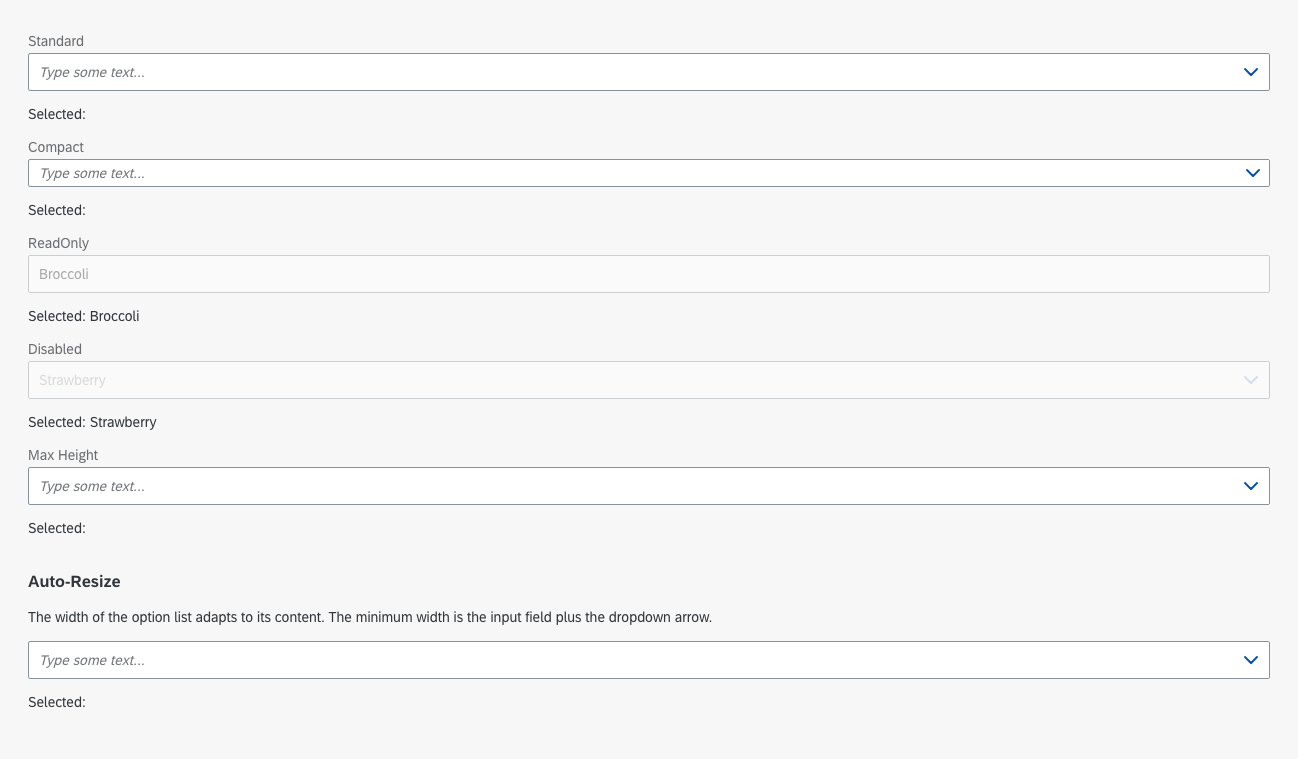 Standard
Type some text...
Selected:
Compact
Type some text...
Selected:
ReadOnly
Broccoli
Selected: Broccoli
Disabled
Strawberry
Selected: Strawberry
Max Height
Type some text...
Selected:
Auto-Resize
The width of the option list adapts to its content. The minimum width is the input field plus the dropdown arrow.
Type some text...
Selected: